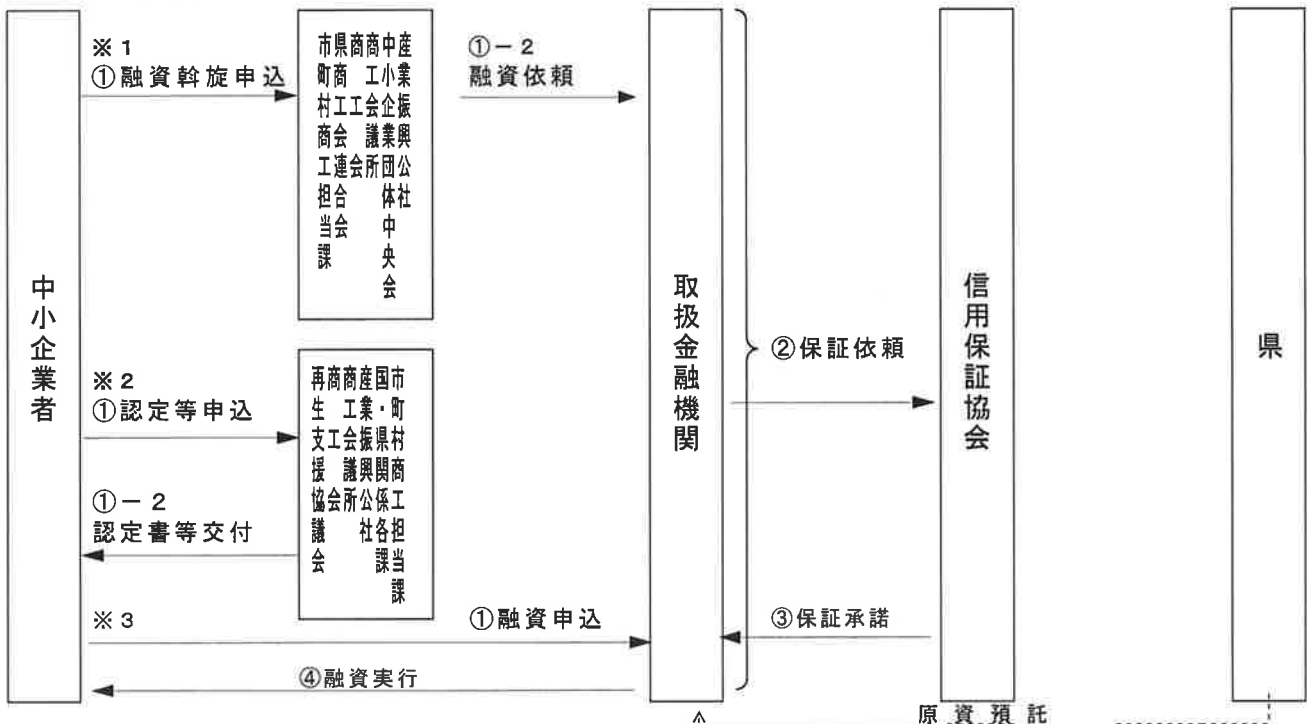 中小企業者
※1
①融資斡旋申込
産業振興公社
中小企業団体中央会
商工会議所
商工会
県商工会連合会
市町村商工担当課
①－2
融資依頼
※2
①認定等申込
①－2
認定書等交付
市町村商工担当課
国・県関係各課
産業振興公社
商工会議所
商工会
再生支援協議会
※3
①融資申込
④融資実行
取扱金融機関
②保証依頼
③保証承諾
信用保証協会
県
原資預託